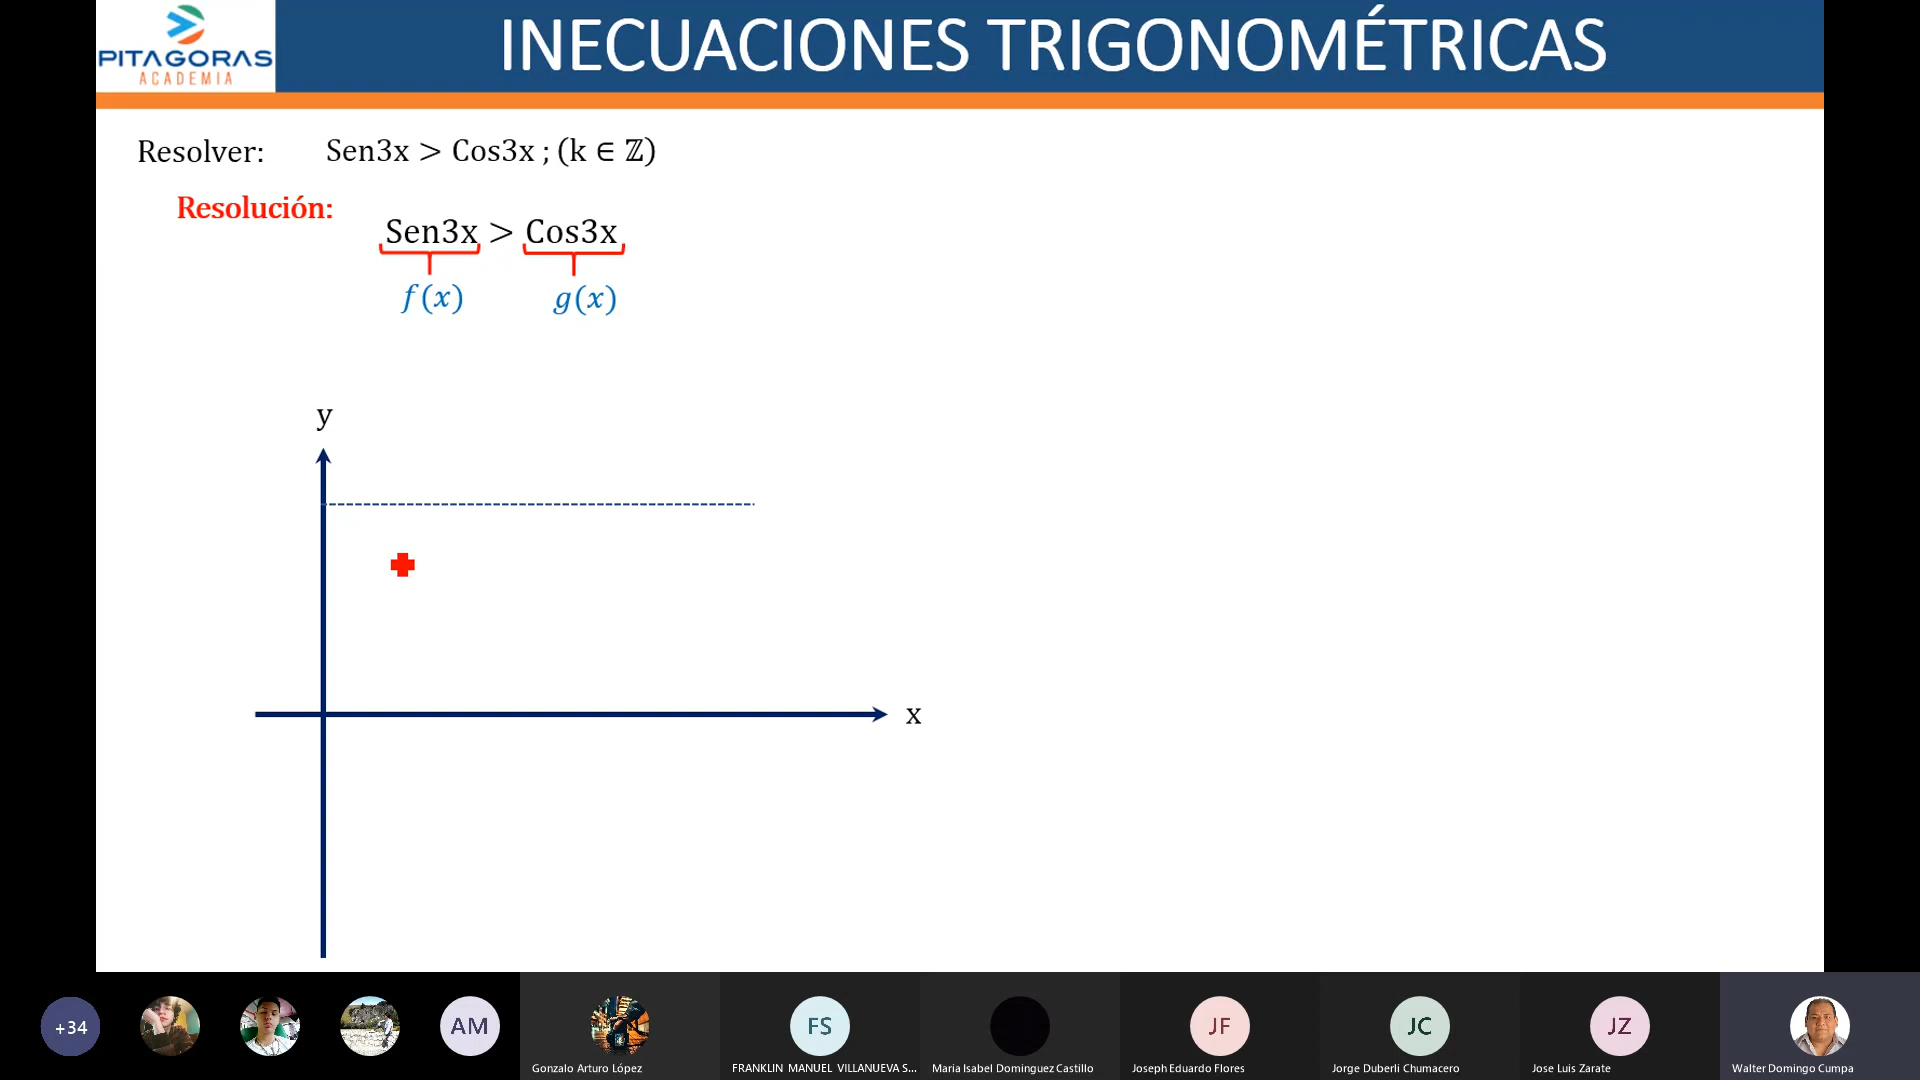 PITAGORAS
ACADEMIA
INECUACIONES TRIGONOMÉTRICAS
Resolver: Sen3x > Cos3x ; (k ∈ ℤ)
Resolución:
Sen3x > Cos3x
f(x) g(x)
y
x
+34
AM
FS
JF
JC
JZ
Gonzalo Arturo López
FRANKLIN MANUEL VILLANUEVA S...
Maria Isabel Dominguez Castillo
Joseph Eduardo Flores
Jorge Duberli Chumacero
Jose Luis Zarate
Walter Domingo Cumpa